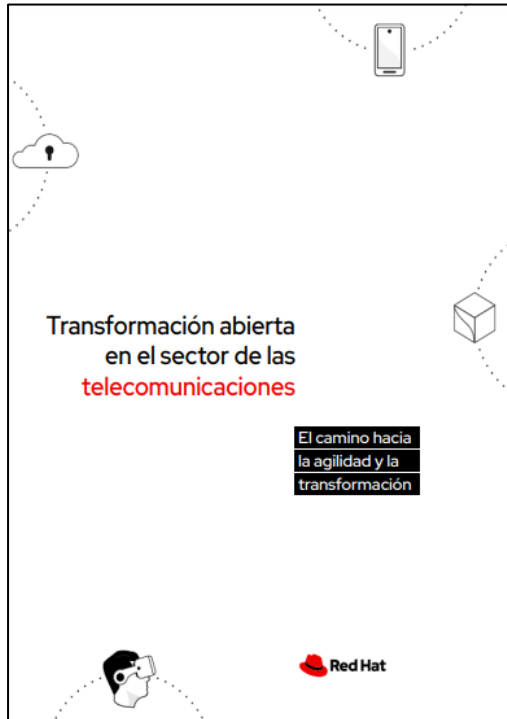 Transformación abierta
en el sector de las
telecomunicaciones
El camino hacia
la agilidad y la
transformación
Red Hat